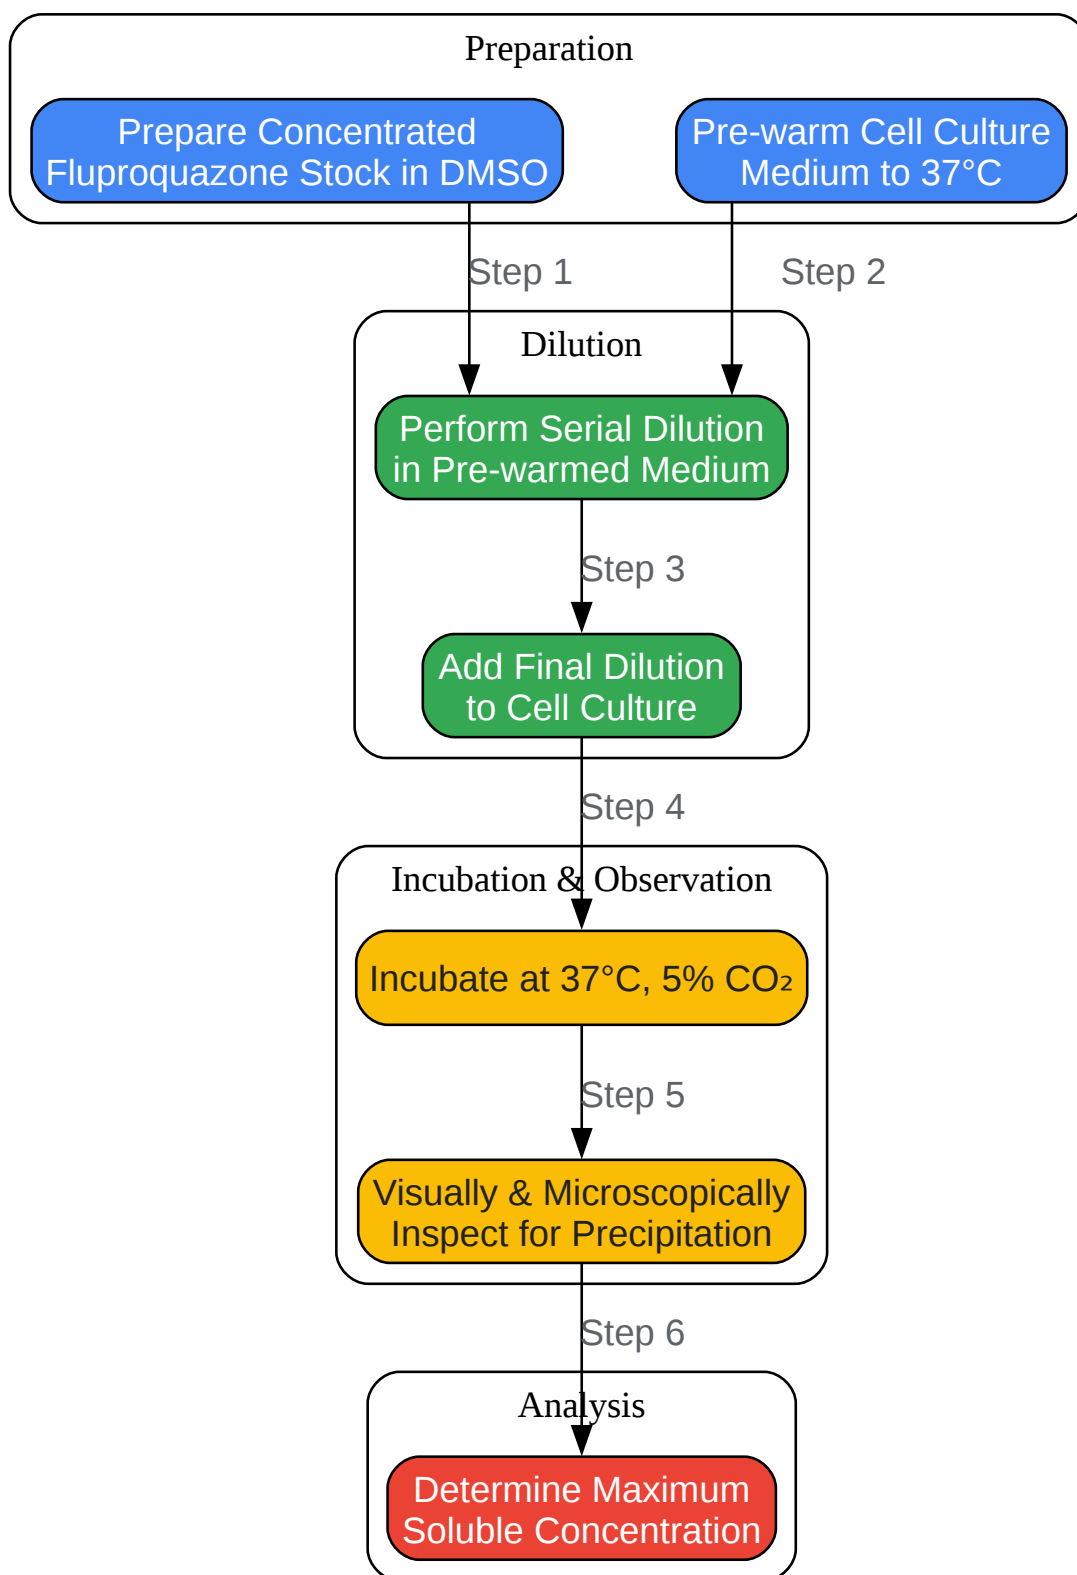 Preparation
Prepare Concentrated
Fluproquazone Stock in DMSO
Pre-warm Cell Culture
Medium to 37°C
Step 1
Step 2
Dilution
Perform Serial Dilution
in Pre-warmed Medium
Step 3
Add Final Dilution
to Cell Culture
Step 4
Incubation & Observation
Incubate at 37°C, 5% CO₂
Step 5
Visually & Microscopically
Inspect for Precipitation
Step 6
Analysis
Determine Maximum
Soluble Concentration